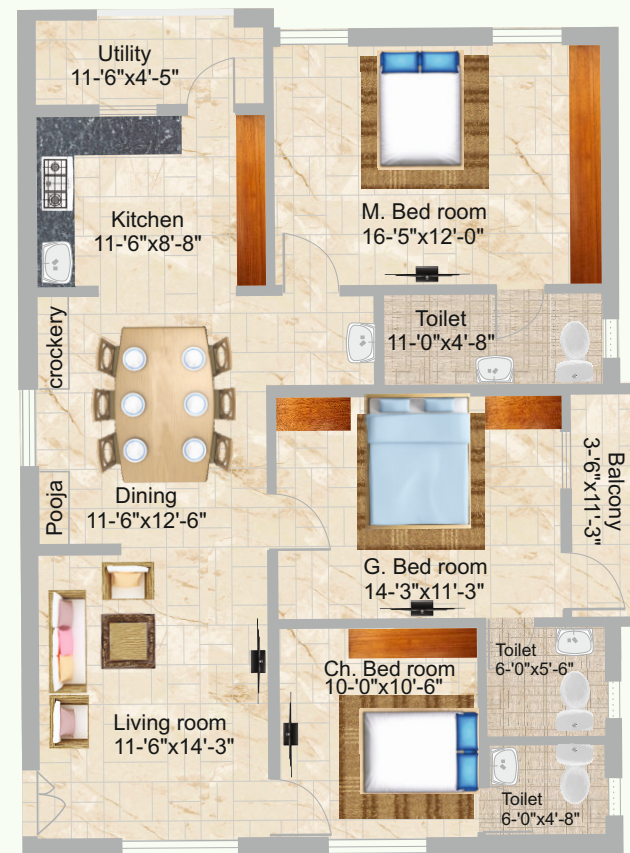 Utility
11-'6"x4'-5"
Kitchen
11-'6"x8'-8"
M. Bed room
16-'5"x12'-0"
Toilet
11-'0"x4'-8"
crockery
Pooja
Dining
11-'6"x12'-6"
Balcony
3-'6"x11'-3"
G. Bed room
14-'3"x11'-3"
Toilet
6-'0"x5'-6"
Ch. Bed room
10-'0"x10'-6"
Living room
11-'6"x14'-3"
Toilet
6-'0"x4'-8"